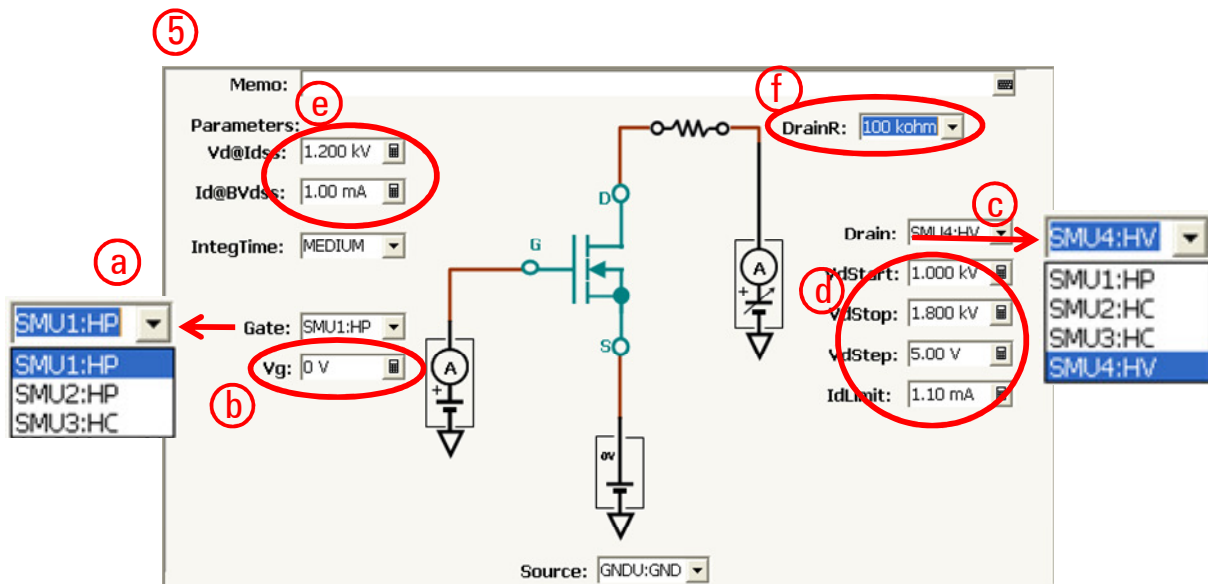 5
Memo:
e
f
Parameters:
DrainR: 100 kohm
Vd@Idss: 1.200 kV
Id@BVdss: 1.00 mA
D
c
Drain: SMU4:HV
SMU4:HV
IntegTime: MEDIUM
G
a
A
VdStart: 1.000 kV
SMU1:HP
d
SMU2:HC
SMU1:HP
Gate: SMU1:HP
VdStop: 1.800 kV
SMU3:HC
SMU1:HP
S
VdStep: 5.00 V
SMU4:HV
SMU2:HP
Vg: 0 V
A
IdLimit: 1.10 mA
SMU3:HC
b
0V
Source: GNDU:GND